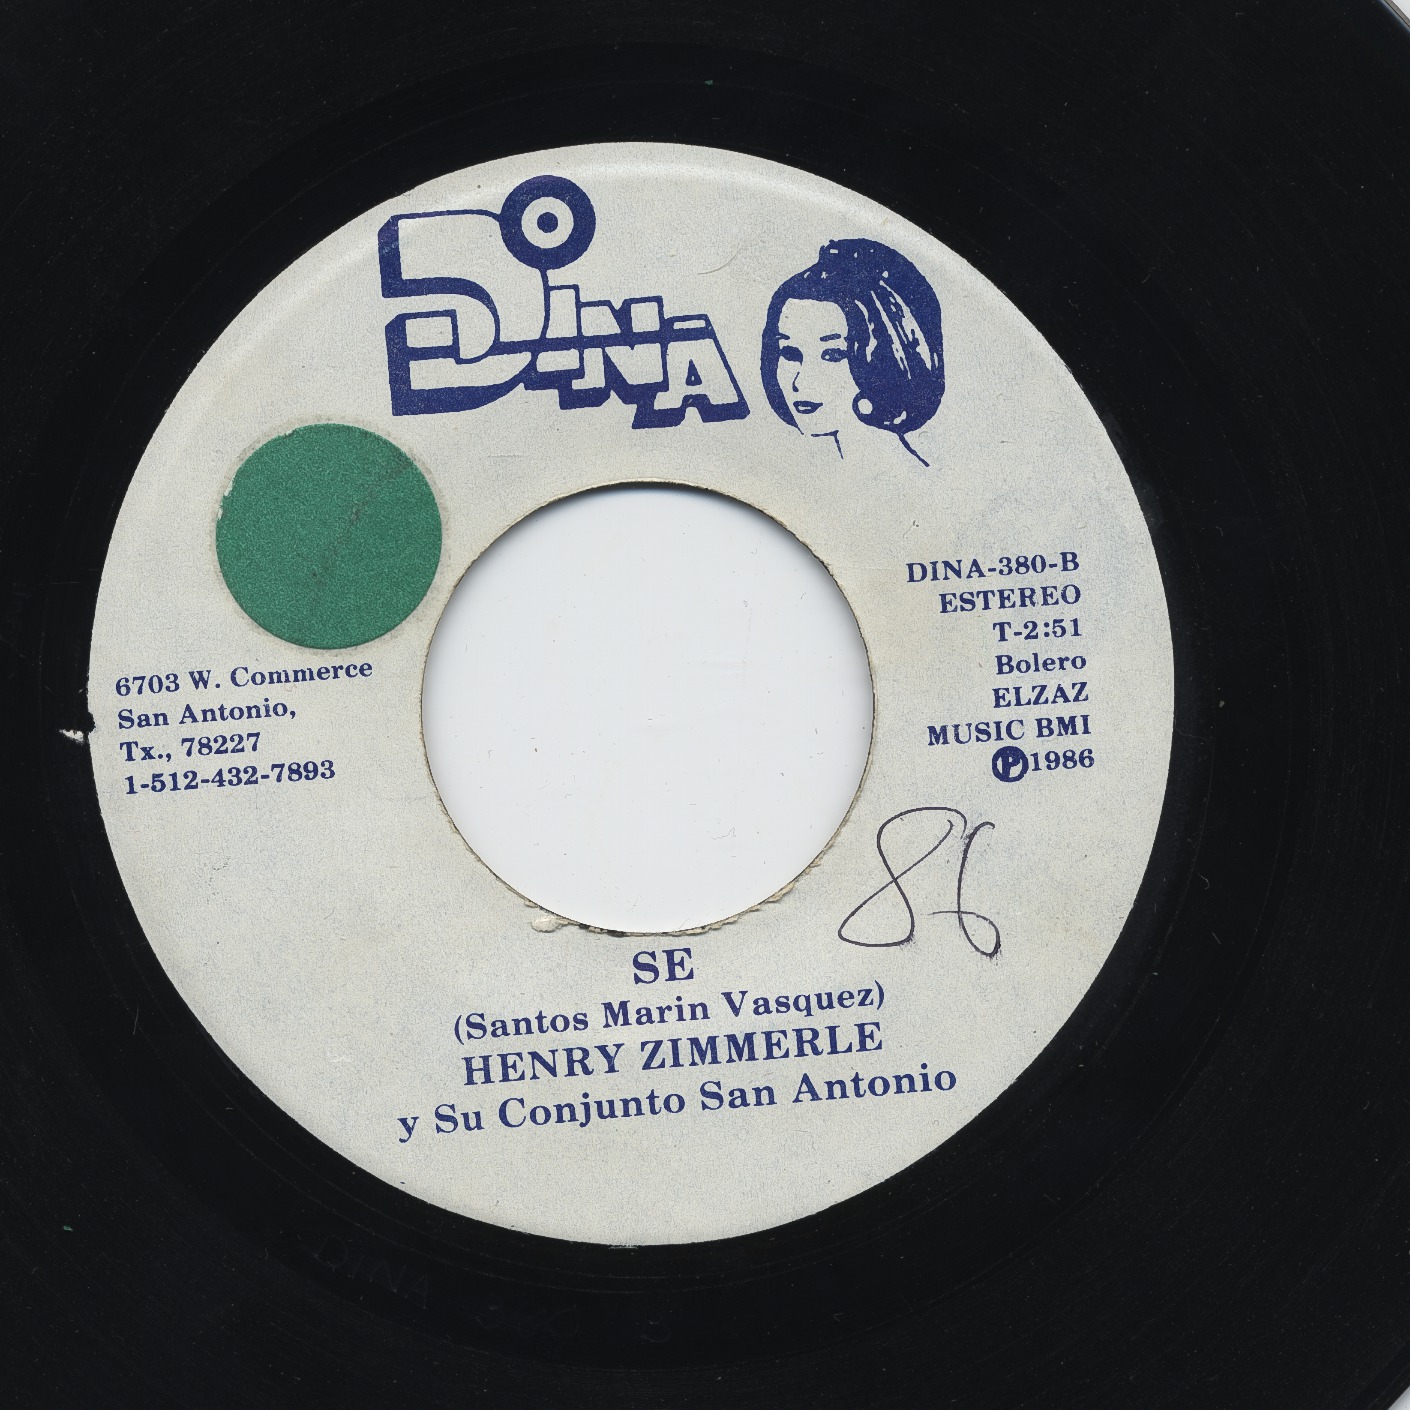 DINA
DINA-380-B
ESTEREO
T-2:51
Bolero
ELZAZ
MUSIC BMI
℗1986
6703 W. Commerce
San Antonio,
Tx., 78227
1-512-432-7893
86
SE
(Santos Marin Vasquez)
HENRY ZIMMERLE
y Su Conjunto San Antonio